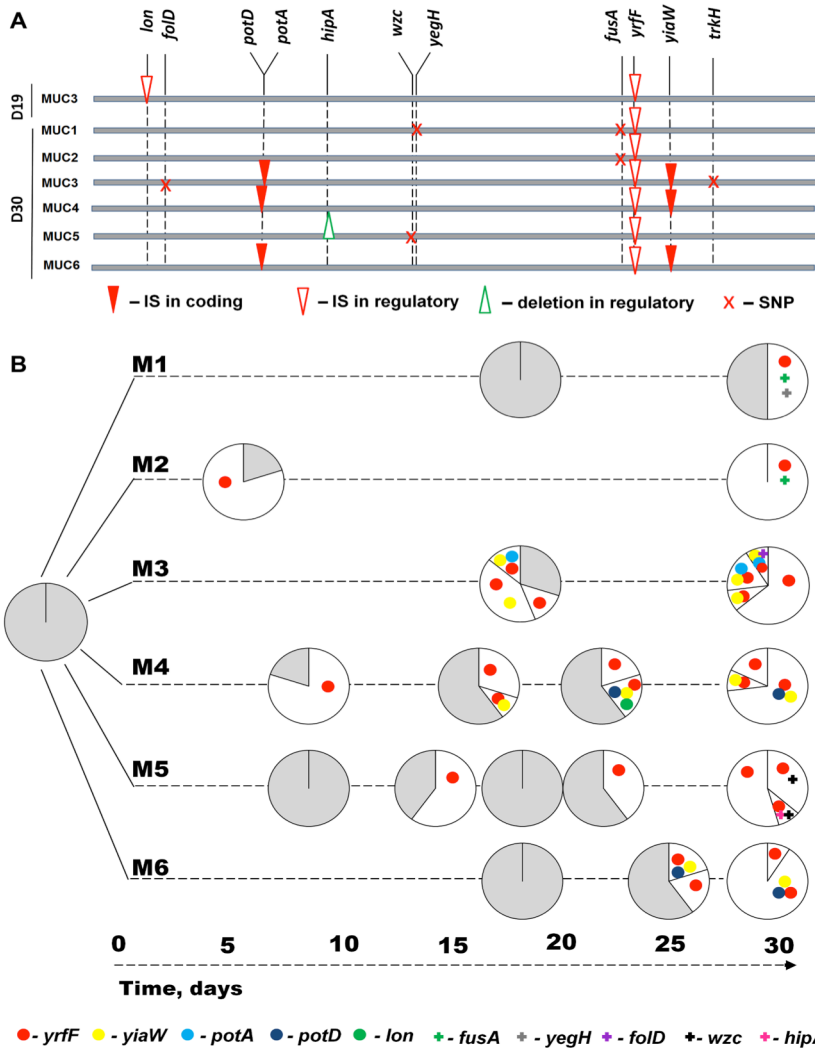 A
lon folD potD potA hipA wzc yegH fusA yrfF yiaW trkH
D19
MUC3
D30
MUC1
MUC2
MUC3
MUC4
MUC5
MUC6
– IS in coding – IS in regulatory – deletion in regulatory X – SNP
B
M1
M2
M3
M4
M5
M6
0 5 10 15 20 25 30
Time, days
- yrfF - yiaW - potA - potD - lon - fusA - yegH - folD - wzc - hipA